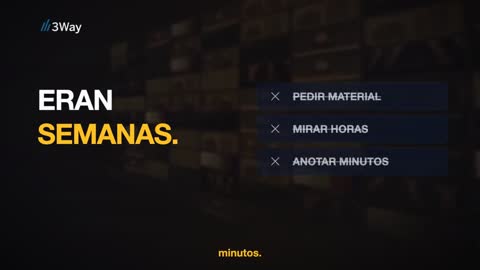 3Way
ERAN
SEMANAS.
PEDIR MATERIAL
MIRAR HORAS
ANOTAR MINUTOS
minutos.